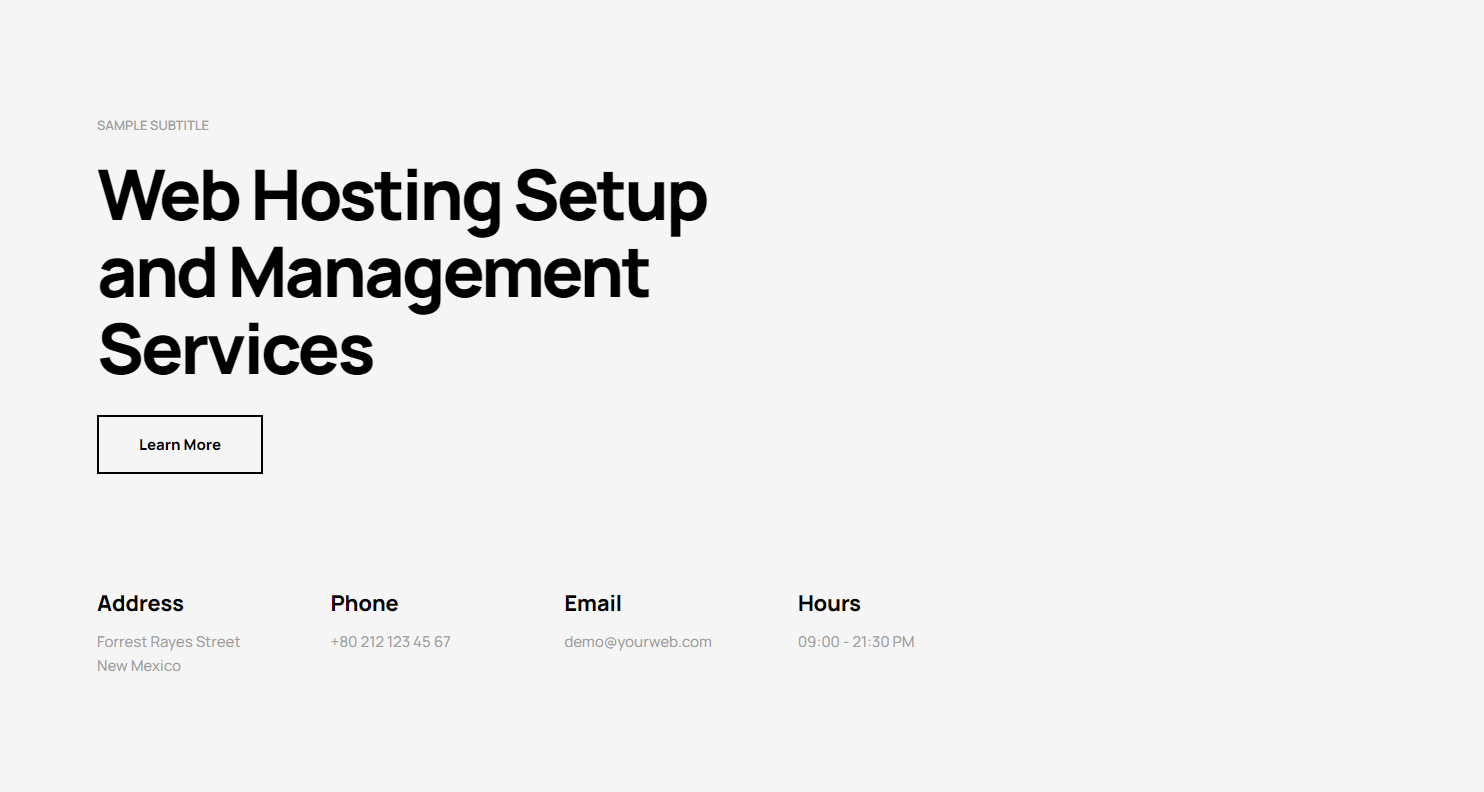 SAMPLE SUBTITLE
Web Hosting Setup
and Management
Services
Learn More
Address
Forrest Rayes Street
New Mexico
Phone
+80 212 123 45 67
Email
demo@yourweb.com
Hours
09:00 - 21:30 PM